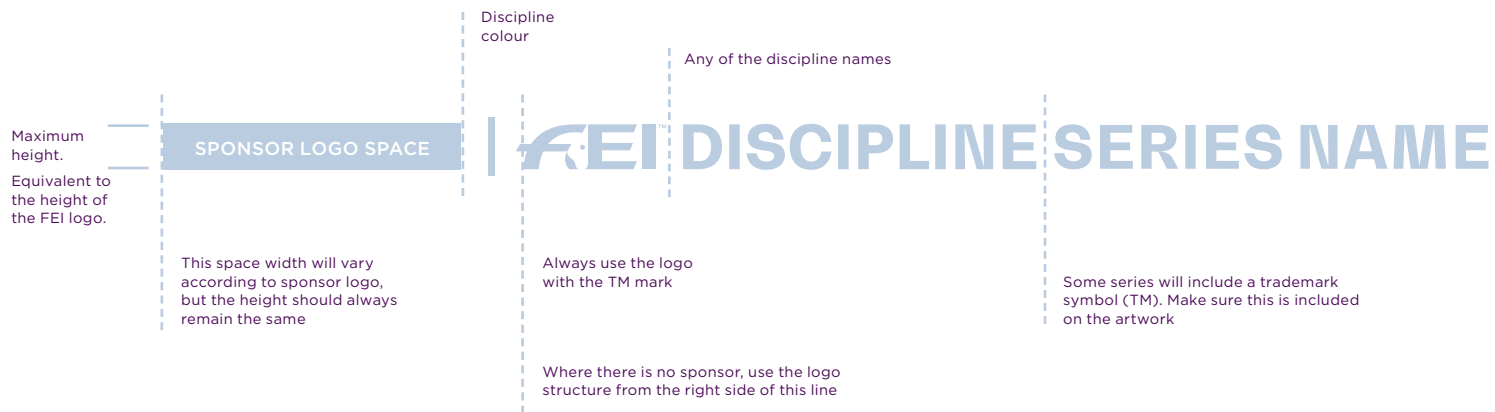 Discipline
colour
Any of the discipline names
Maximum
height.
Equivalent to
the height of
the FEI logo.
SPONSOR LOGO SPACE
FEI™ DISCIPLINE SERIES NAME
This space width will vary
according to sponsor logo,
but the height should always
remain the same
Always use the logo
with the TM mark
Some series will include a trademark
symbol (TM). Make sure this is included
on the artwork
Where there is no sponsor, use the logo
structure from the right side of this line